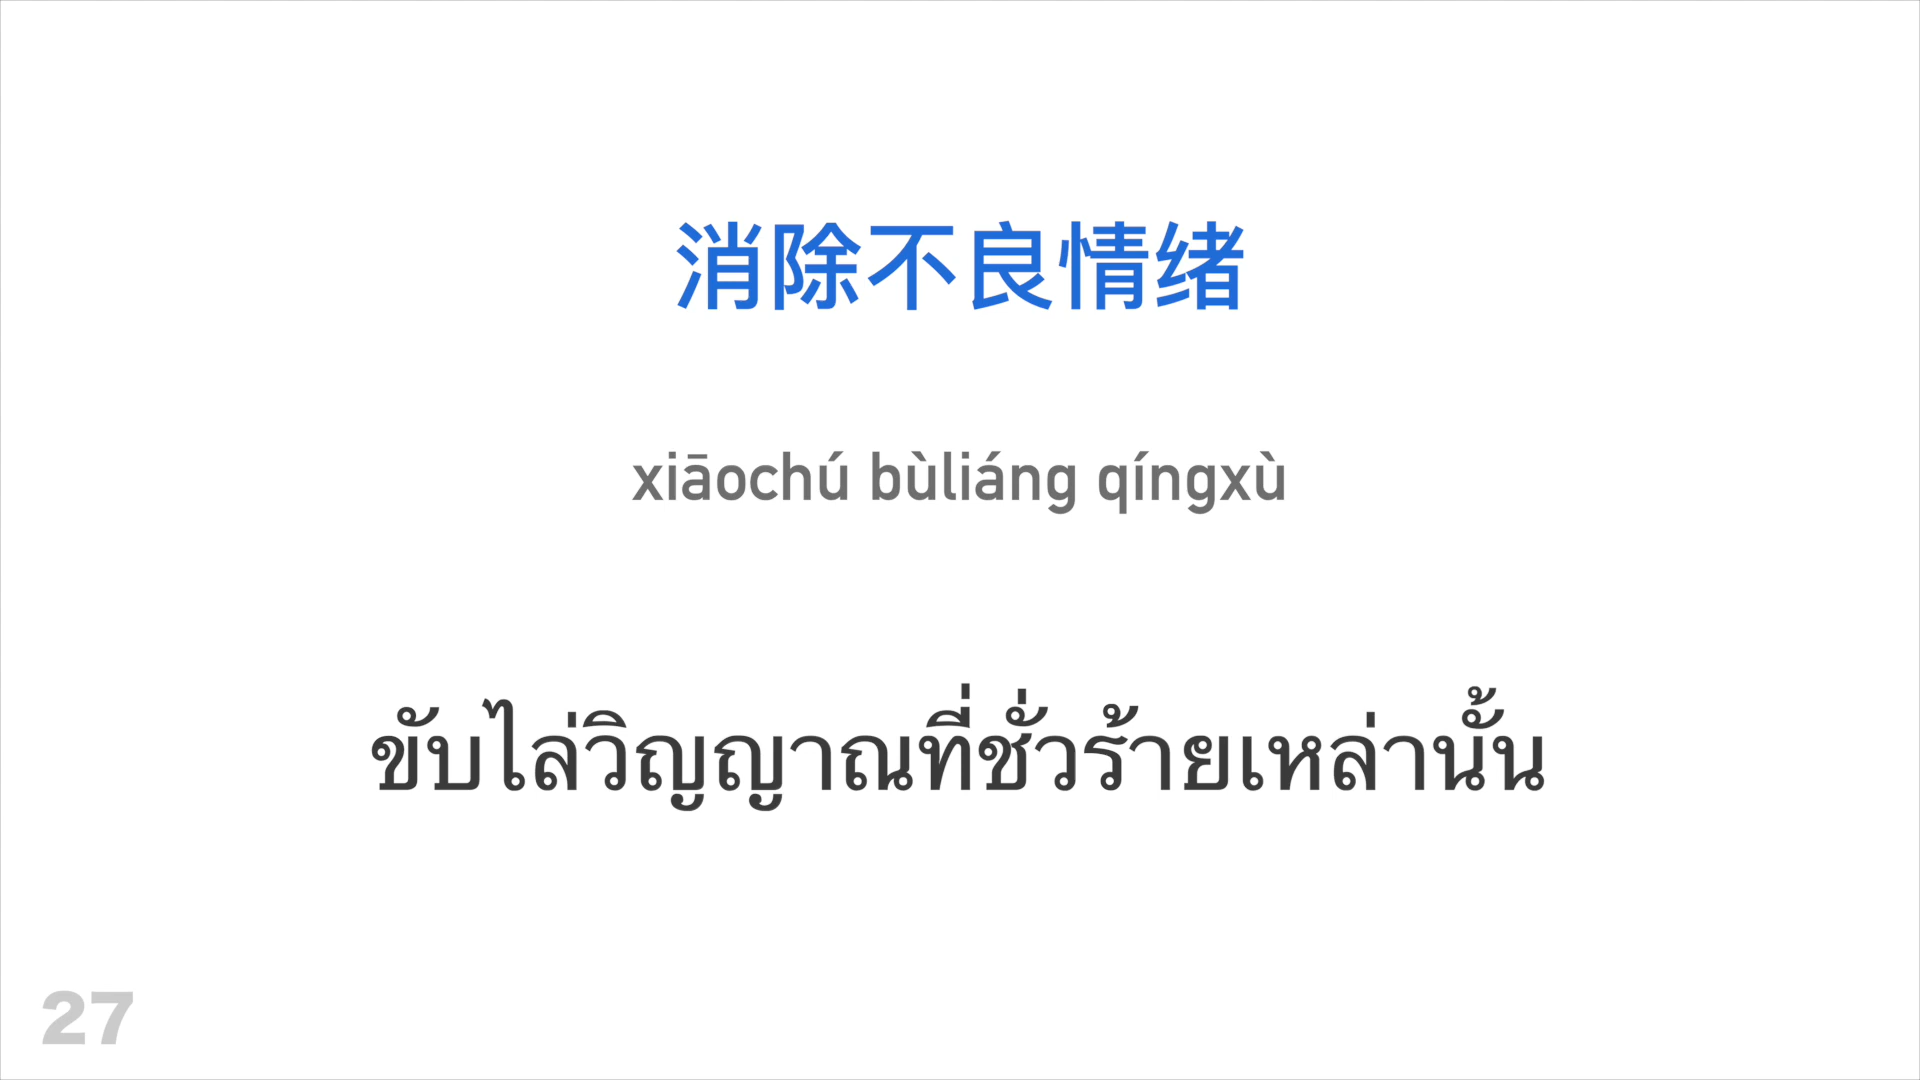 消除不良情绪
xiāochú bùliáng qíngxù
ขับไล่วิญญาณที่ชั่วร้ายเหล่านั้น
27